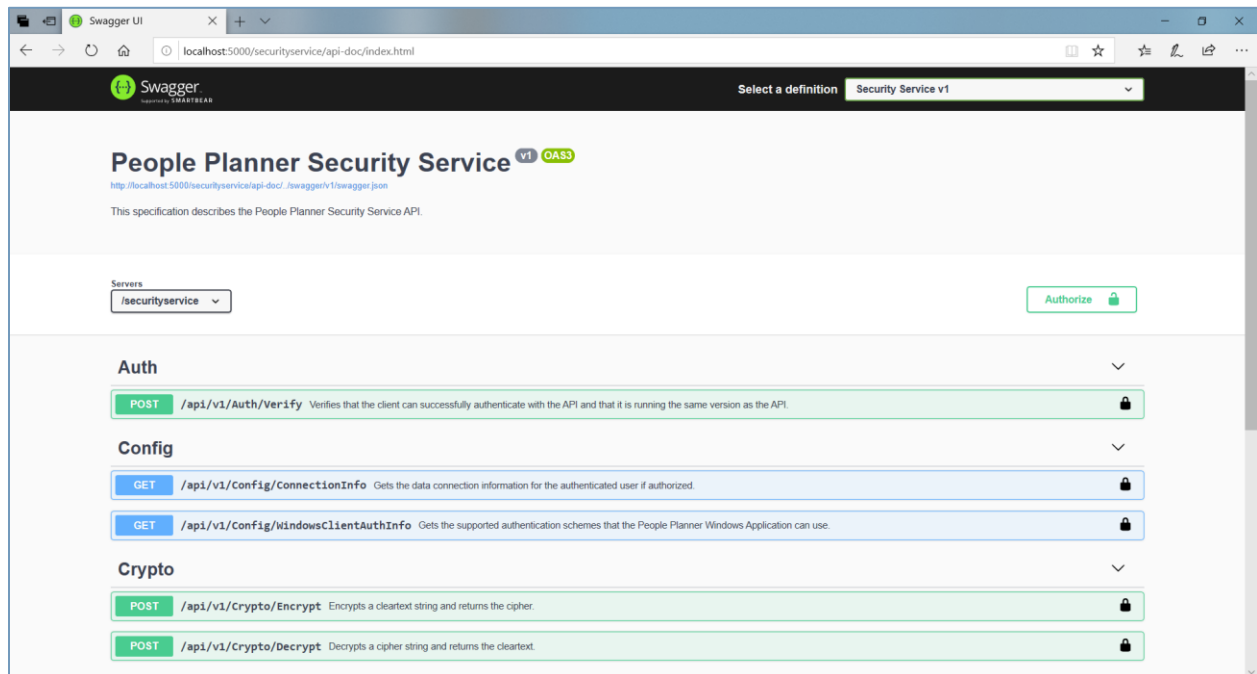 Swagger UI
localhost:5000/securityservice/api-doc/index.html
Swagger.
Supported by SMARTBEAR
Select a definition
Security Service v1
People Planner Security Service v1 OAS3
http://localhost:5000/securityservice/api-doc/../swagger/v1/swagger.json
This specification describes the People Planner Security Service API.
Servers
/securityservice
Authorize
Auth
POST /api/v1/Auth/Verify Verifies that the client can successfully authenticate with the API and that it is running the same version as the API.
Config
GET /api/v1/Config/ConnectionInfo Gets the data connection information for the authenticated user if authorized.
GET /api/v1/Config/WindowsClientAuthInfo Gets the supported authentication schemes that the People Planner Windows Application can use.
Crypto
POST /api/v1/Crypto/Encrypt Encrypts a cleartext string and returns the cipher.
POST /api/v1/Crypto/Decrypt Decrypts a cipher string and returns the cleartext.